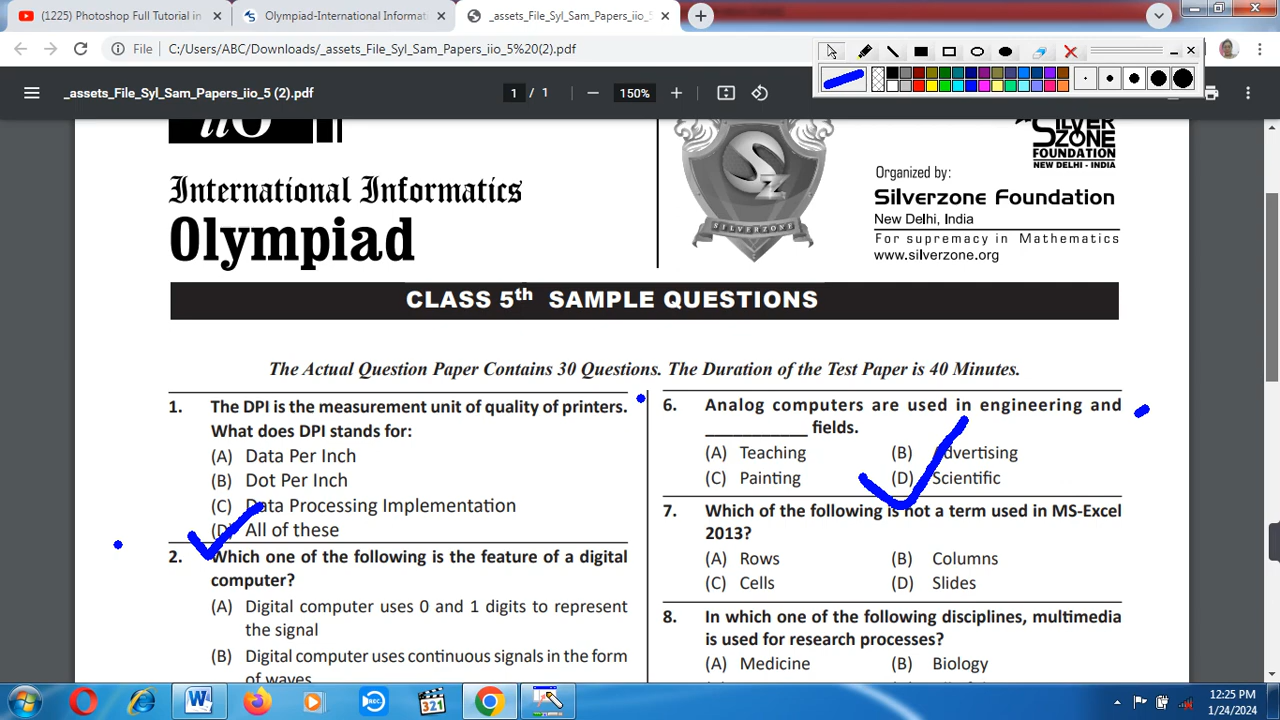 (1225) Photoshop Full Tutorial in
Olympiad-International Informat
_assets_File_Syl_Sam_Papers_iio_5
File
C:/Users/ABC/Downloads/_assets_File_Syl_Sam_Papers_iio_5%20(2).pdf
_assets_File_Syl_Sam_Papers_iio_5 (2).pdf
1 / 1
150%
iiO
International Informatics
Olympiad
SZ
SILVERZONE
SILVER
ZONE
FOUNDATION
NEW DELHI - INDIA
Organized by:
Silverzone Foundation
New Delhi, India
For supremacy in Mathematics
www.silverzone.org
CLASS 5th SAMPLE QUESTIONS
The Actual Question Paper Contains 30 Questions. The Duration of the Test Paper is 40 Minutes.
1. The DPI is the measurement unit of quality of printers.
What does DPI stands for:
(A) Data Per Inch
(B) Dot Per Inch
(C) Data Processing Implementation
(D) All of these
2. Which one of the following is the feature of a digital
computer?
(A) Digital computer uses 0 and 1 digits to represent
the signal
(B) Digital computer uses continuous signals in the form
of waves
6. Analog computers are used in engineering and
____________ fields.
(A) Teaching (B) Advertising
(C) Painting (D) Scientific
7. Which of the following is not a term used in MS-Excel
2013?
(A) Rows (B) Columns
(C) Cells (D) Slides
8. In which one of the following disciplines, multimedia
is used for research processes?
(A) Medicine (B) Biology
REC
321
12:25 PM
1/24/2024